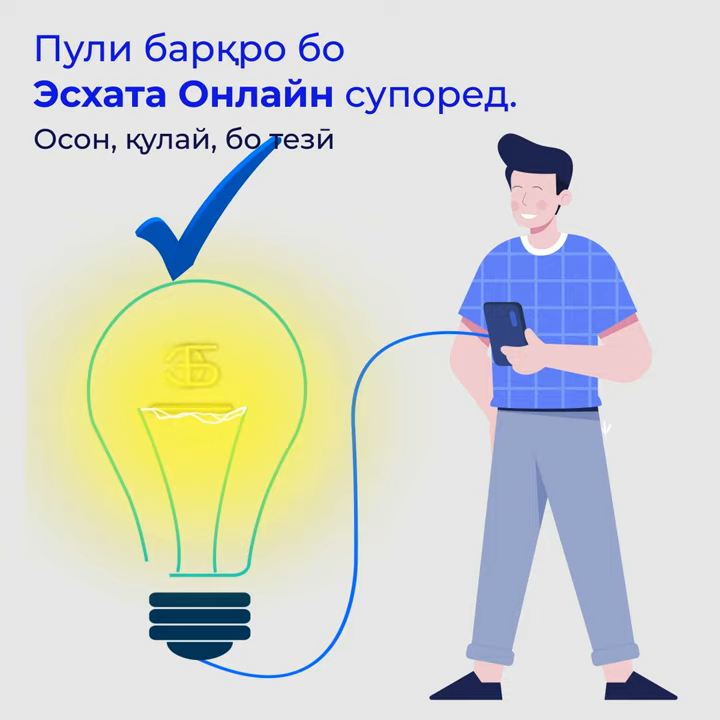 Пули барқро бо
Эсхата Онлайн супоред.
Осон, қулай, бо тезӣ